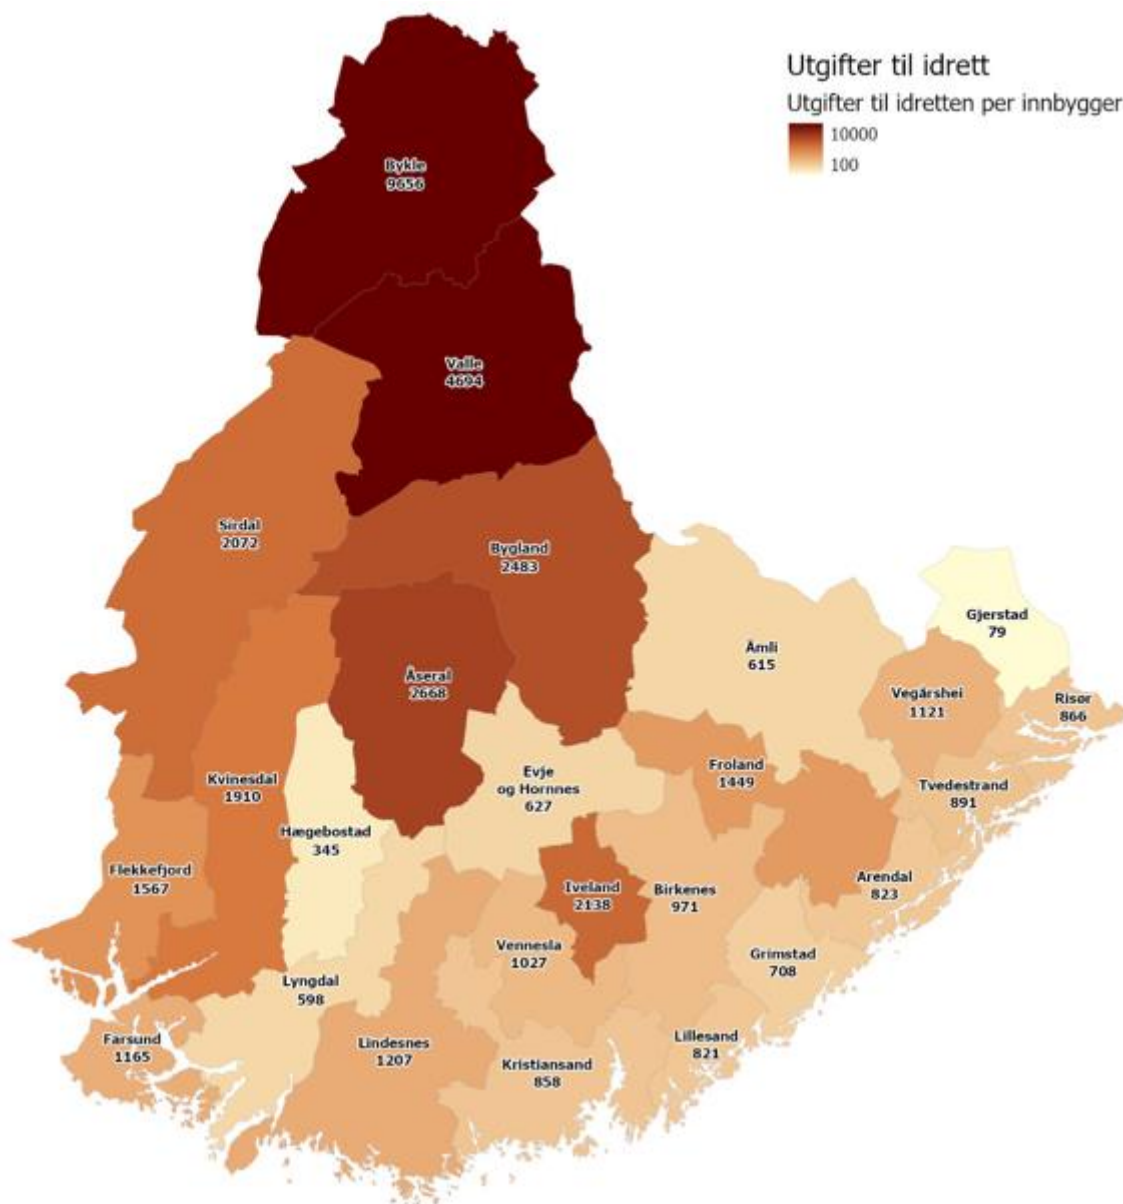 Utgifter til idrett
Utgifter til idretten per innbygger
10000
100
Bykle
9656
Valle
4694
Sirdal
2072
Bygland
2483
Gjerstad
79
Åmli
615
Åseral
2668
Vegårshei
1121
Risør
866
Froland
1449
Kvinesdal
1910
Evje
og Hornnes
627
Tvedestrand
891
Hægebostad
345
Flekkefjord
1567
Arendal
823
Iveland
2138
Birkenes
971
Vennesla
1027
Grimstad
708
Lyngdal
598
Farsund
1165
Lindesnes
1207
Lillesand
821
Kristiansand
858